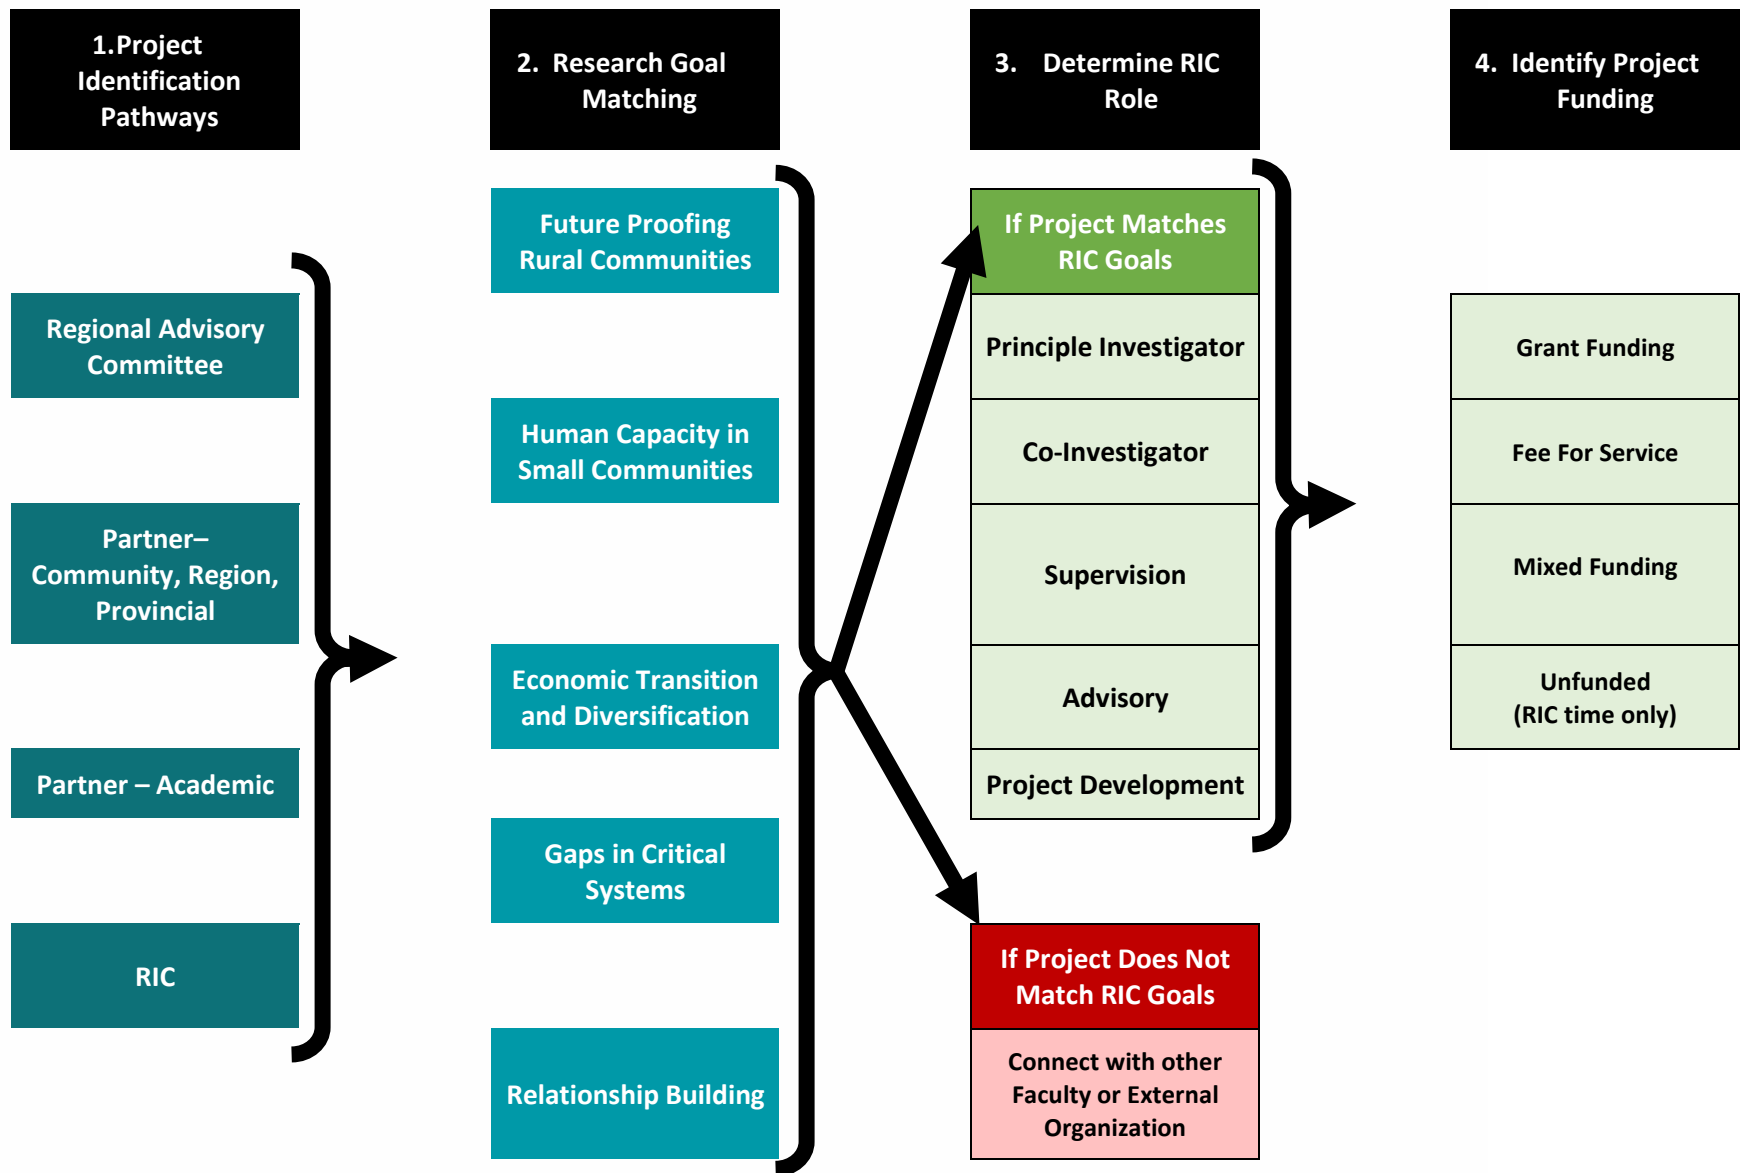 1.Project
Identification
Pathways
2. Research Goal
Matching
3. Determine RIC
Role
4. Identify Project
Funding
Regional Advisory
Committee
Partner–
Community, Region,
Provincial
Partner – Academic
RIC
Future Proofing
Rural Communities
Human Capacity in
Small Communities
Economic Transition
and Diversification
Gaps in Critical
Systems
Relationship Building
If Project Matches
RIC Goals
Principle Investigator
Co-Investigator
Supervision
Advisory
Project Development
If Project Does Not
Match RIC Goals
Connect with other
Faculty or External
Organization
Grant Funding
Fee For Service
Mixed Funding
Unfunded
(RIC time only)